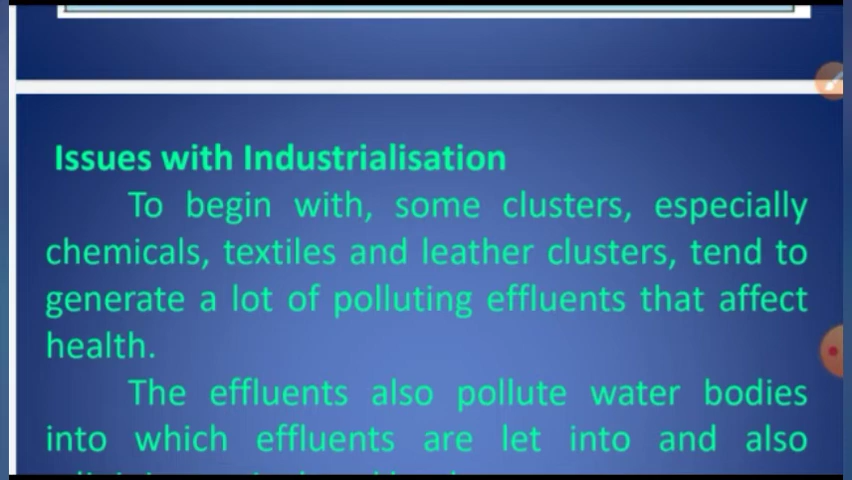 Issues with Industrialisation
To begin with, some clusters, especially
chemicals, textiles and leather clusters, tend to
generate a lot of polluting effluents that affect
health.
The effluents also pollute water bodies
into which effluents are let into and also